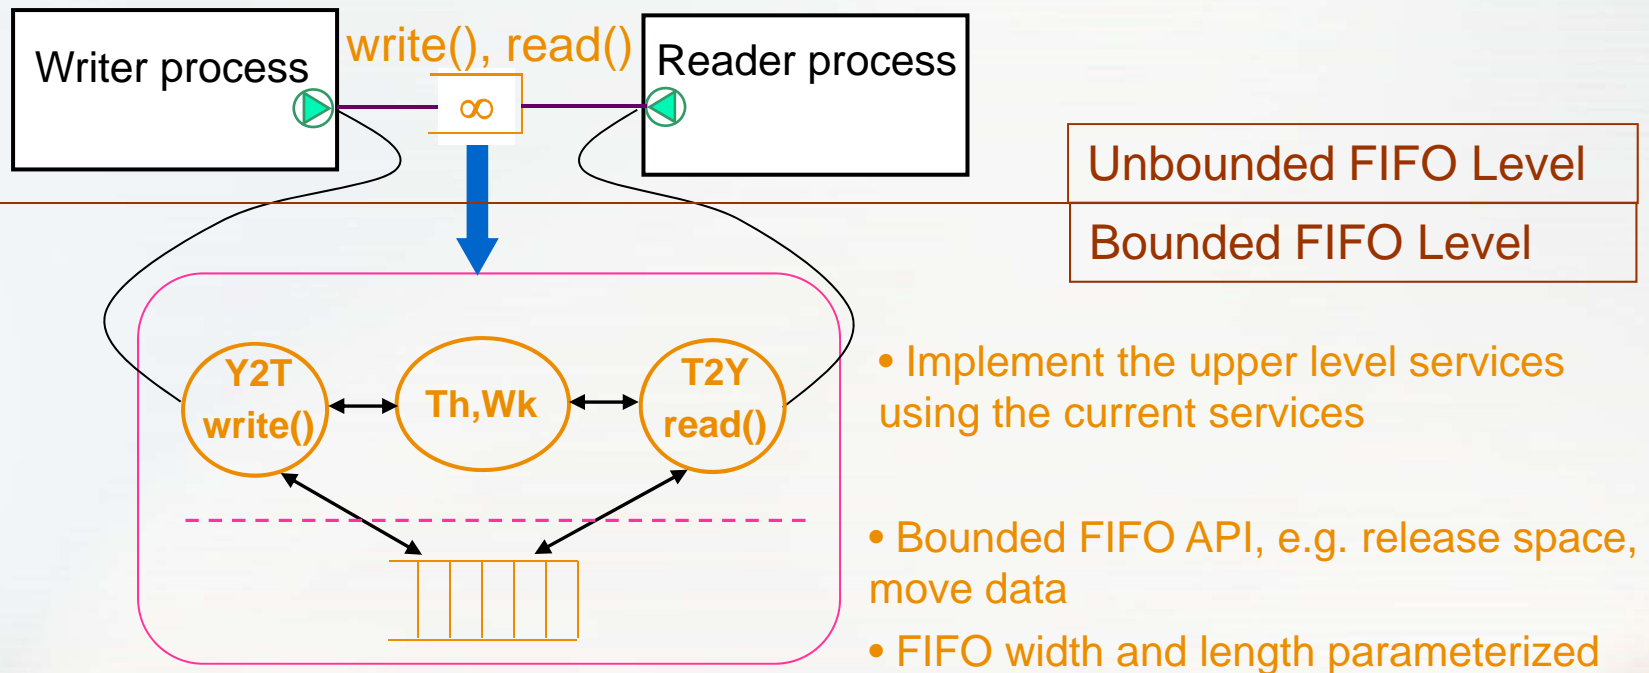 Writer process
write(), read()
Reader process
∞
Unbounded FIFO Level
Bounded FIFO Level
Y2T
write()
Th,Wk
T2Y
read()
• Implement the upper level services
using the current services
• Bounded FIFO API, e.g. release space,
move data
• FIFO width and length parameterized